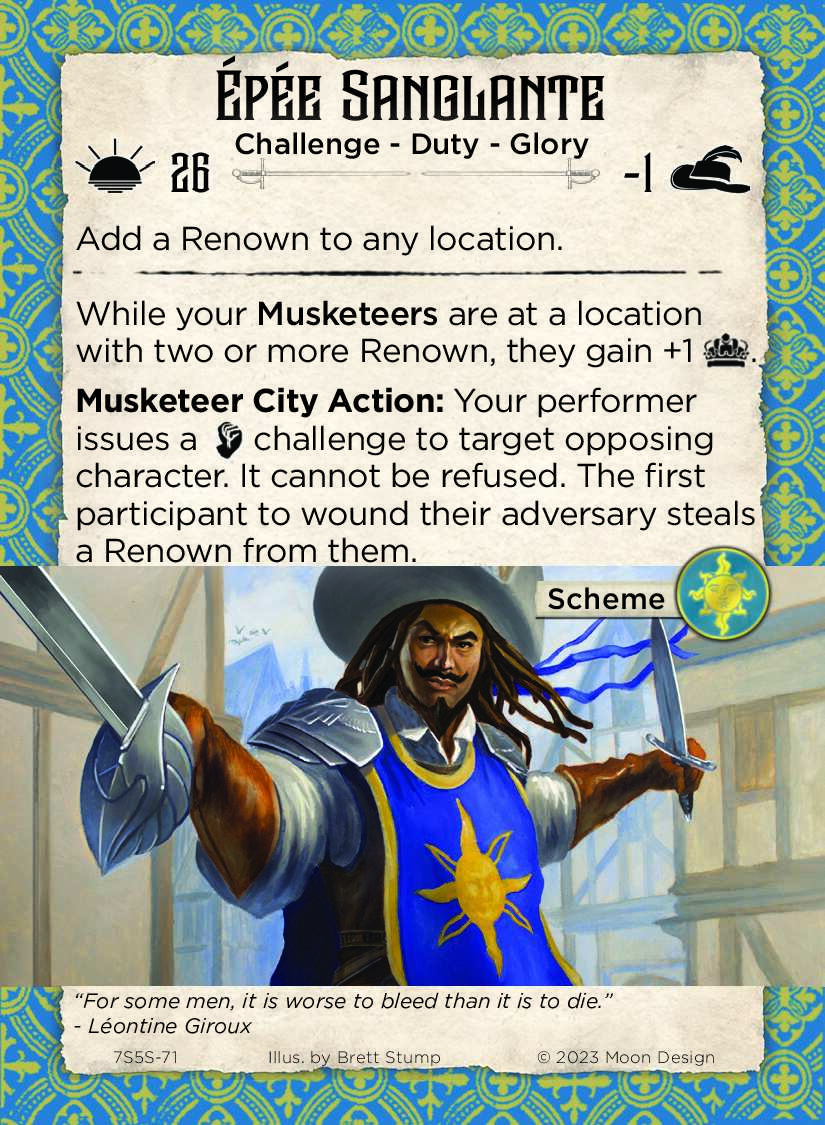 Épée Sanglante
Challenge - Duty - Glory
26
-1
Add a Renown to any location.
While your Musketeers are at a location
with two or more Renown, they gain +1 .
Musketeer City Action: Your performer
issues a challenge to target opposing
character. It cannot be refused. The first
participant to wound their adversary steals
a Renown from them.
Scheme
“For some men, it is worse to bleed than it is to die.”
- Léontine Giroux
7S5S-71 Illus. by Brett Stump © 2023 Moon Design